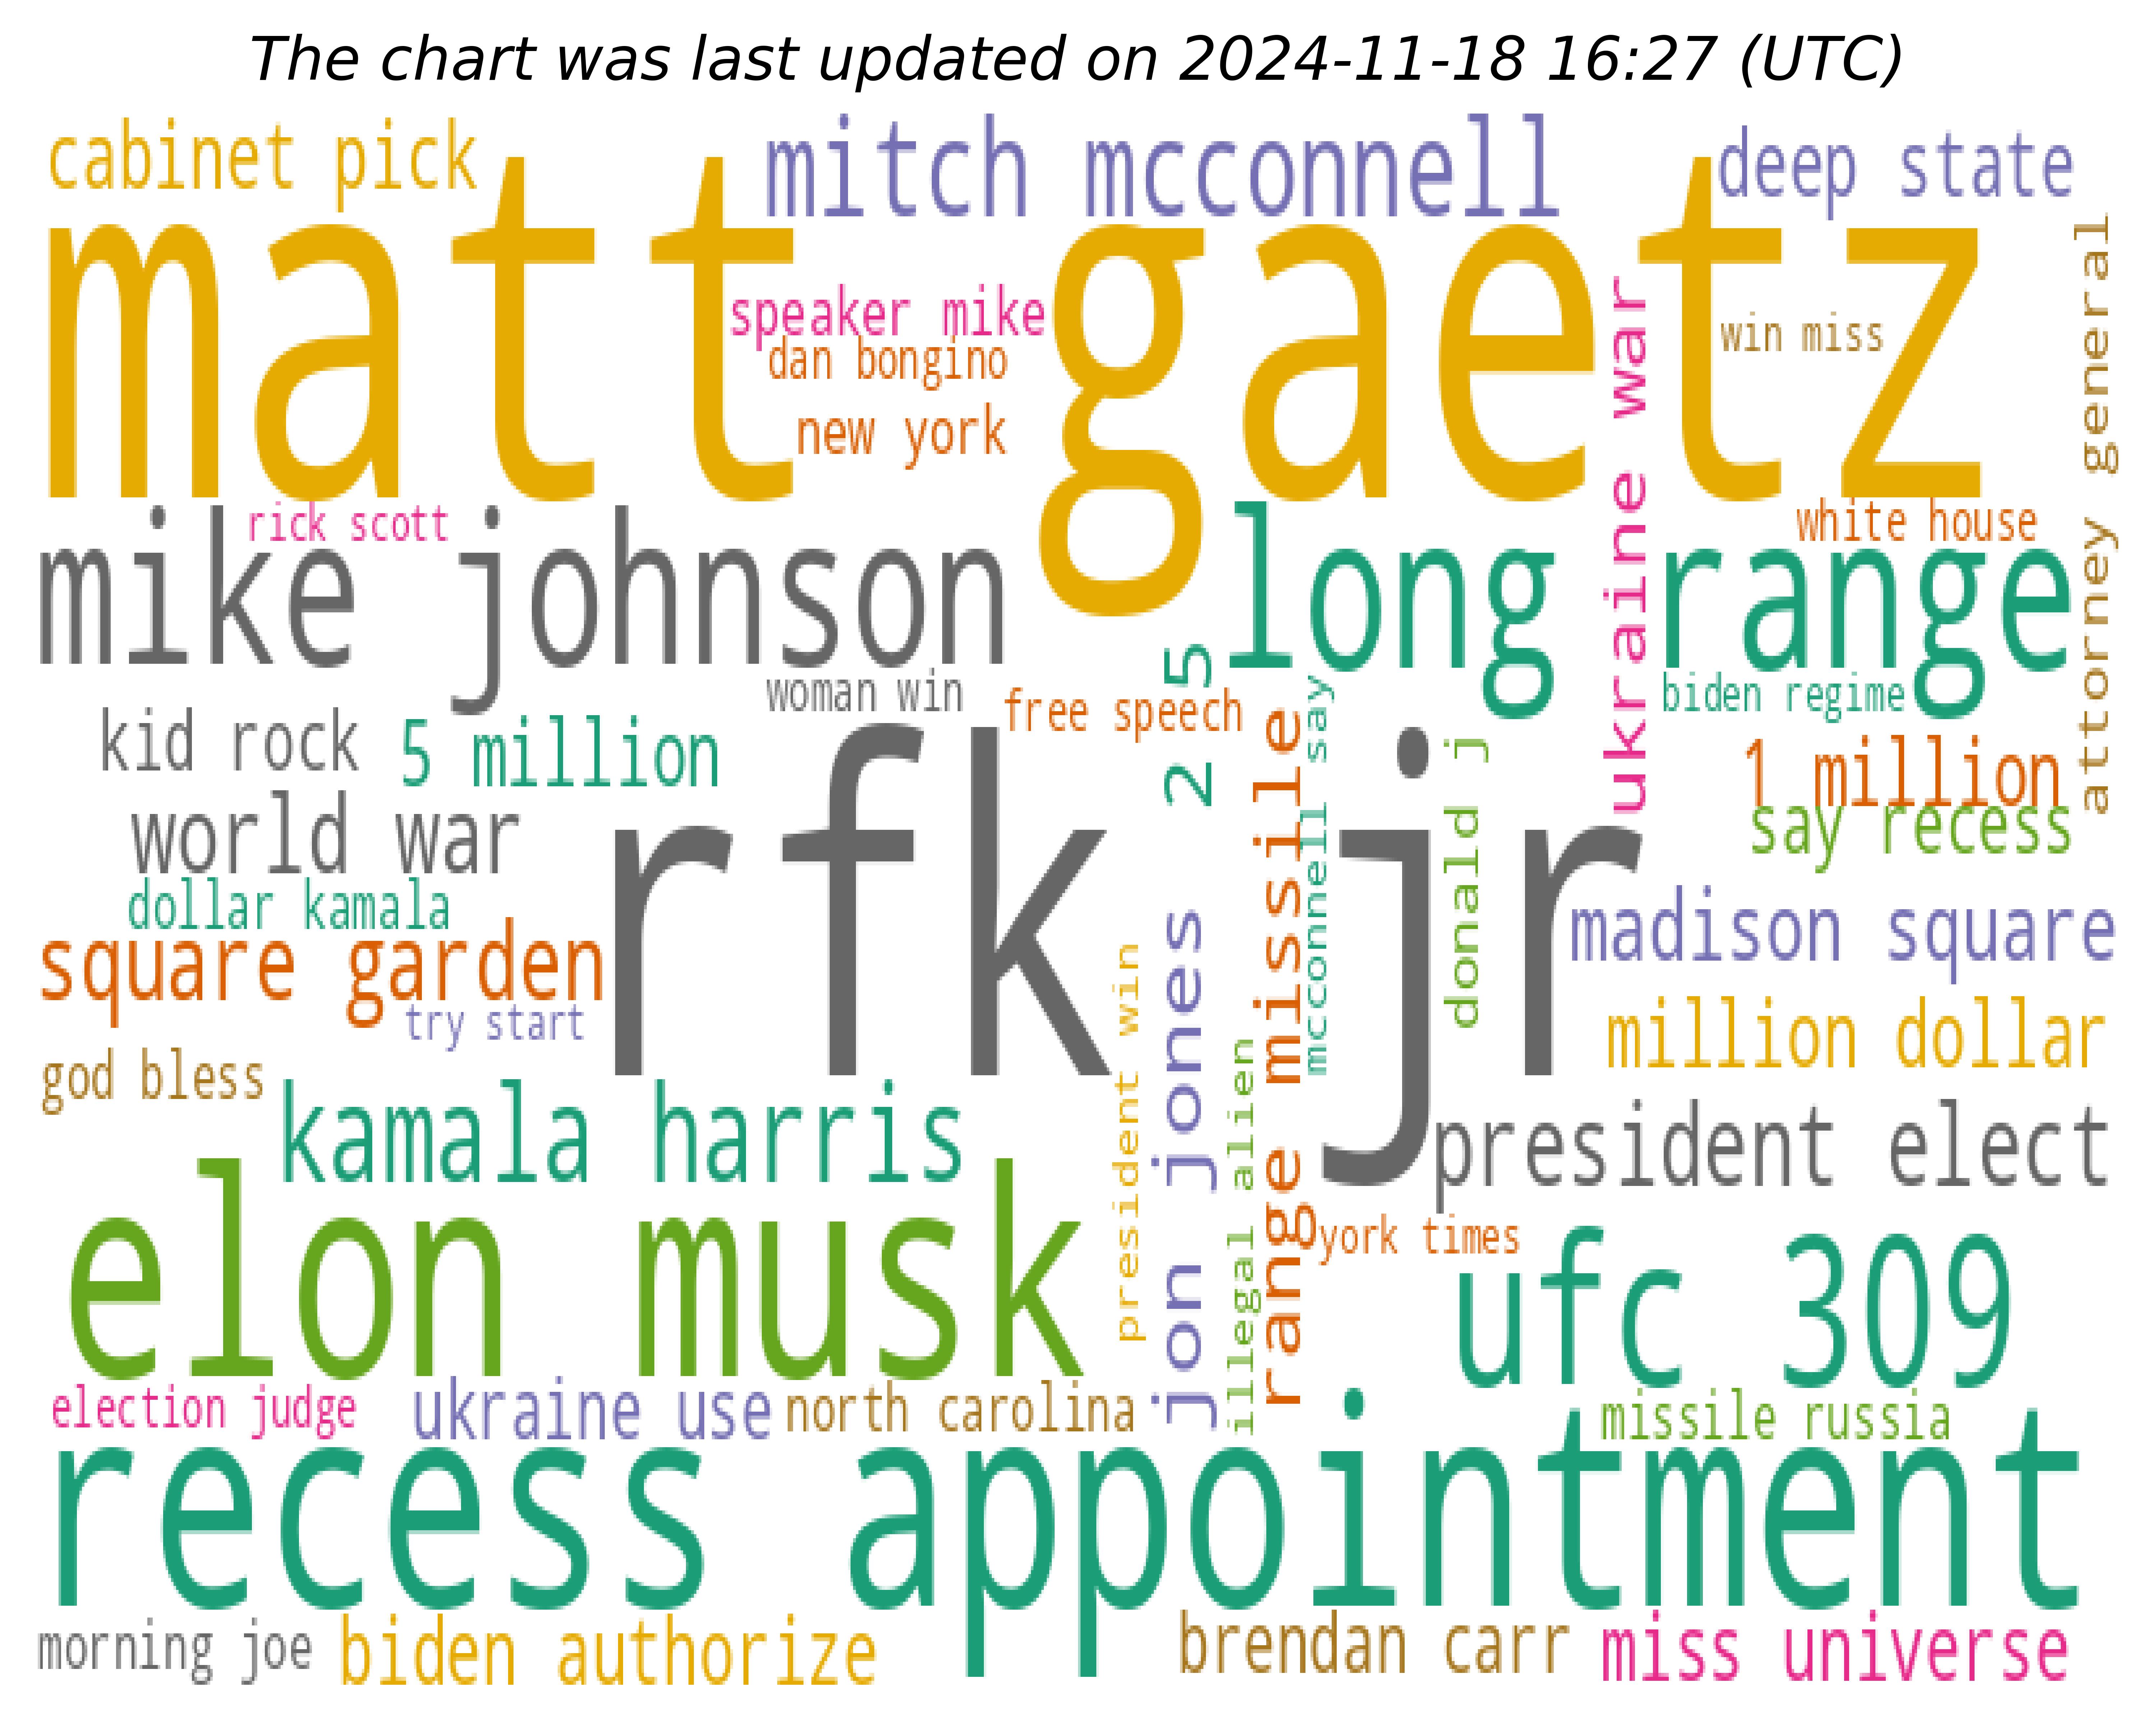 The chart was last updated on 2024-11-18 16:27 (UTC)
cabinet pick
mitch mcconnell
deep state
matt gaetz
speaker mike
dan bongino
new york
win miss
attorney general
ukraine war
rick scott
white house
mike johnson
long range
woman win
free speech
biden regime
2 5
kid rock
5 million
1 million
rfk jr
range missile
mcconnell say
donald j
world war
say recess
dollar kamala
square garden
madison square
try start
million dollar
god bless
kamala harris
president win
jon jones
illegal alien
president elect
elon musk
york times
ufc 309
election judge
ukraine use
north carolina
missile russia
recess appointment
morning joe
biden authorize
brendan carr
miss universe